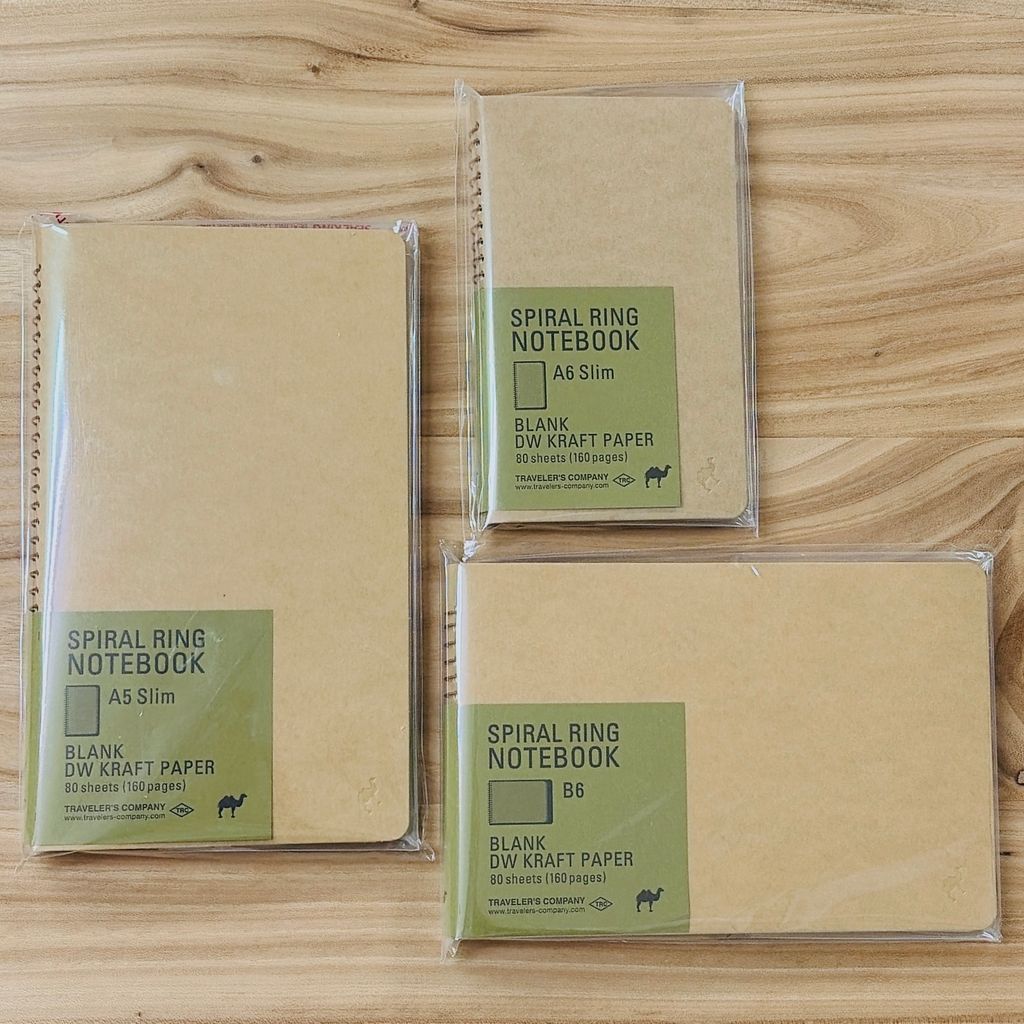 SPIRAL RING
NOTEBOOK
A6 Slim
BLANK
DW KRAFT PAPER
80 sheets (160 pages)
TRAVELER'S COMPANY TRC
www.travelers-company.com
SPIRAL RING
NOTEBOOK
A5 Slim
BLANK
DW KRAFT PAPER
80 sheets (160 pages)
TRAVELER'S COMPANY TRC
www.travelers-company.com
SPIRAL RING
NOTEBOOK
B6
BLANK
DW KRAFT PAPER
80 sheets (160 pages)
TRAVELER'S COMPANY TRC
www.travelers-company.com